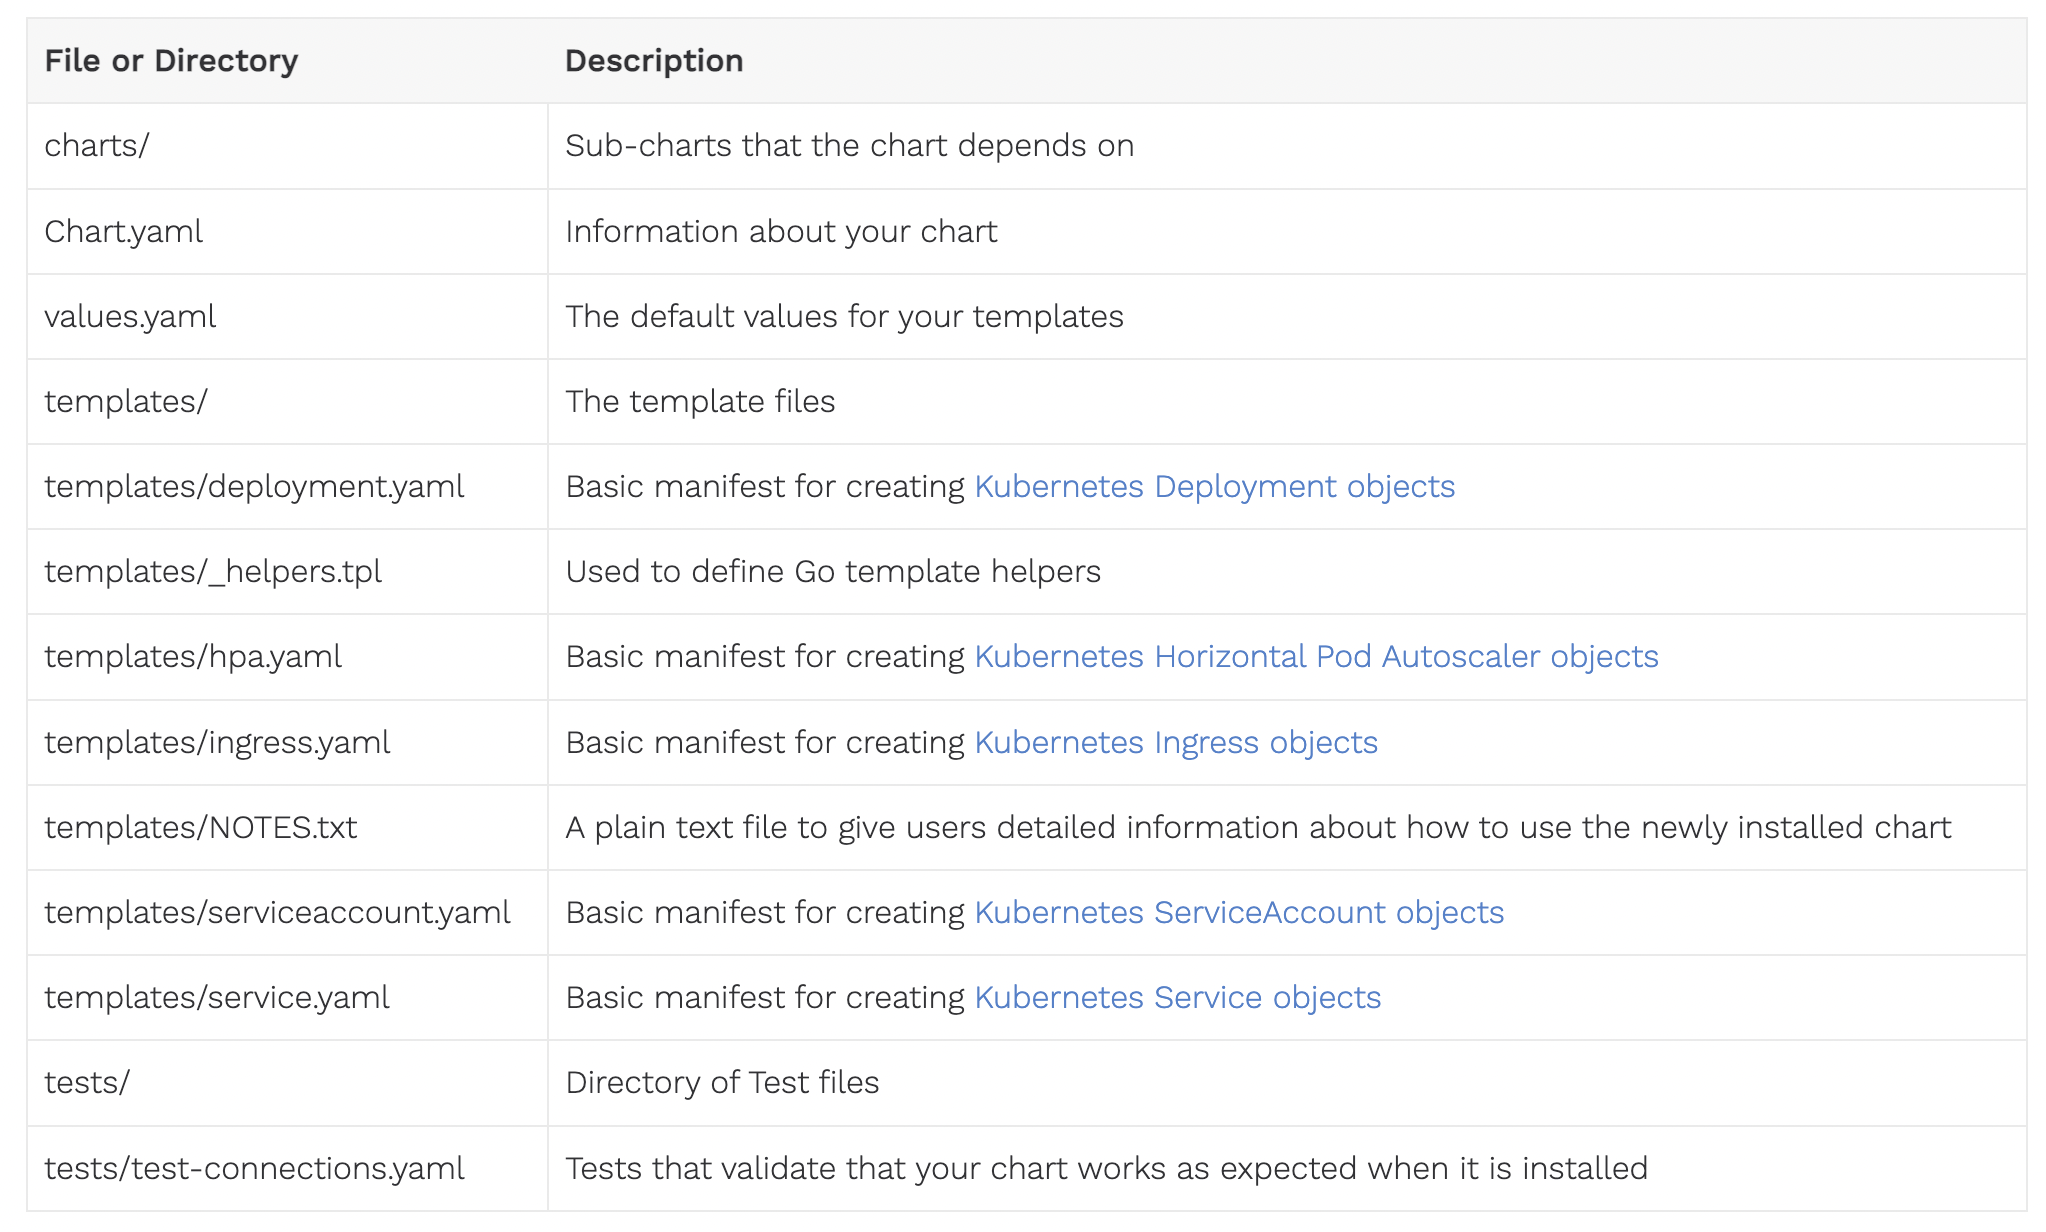 File or Directory Description
charts/ Sub-charts that the chart depends on
Chart.yaml Information about your chart
values.yaml The default values for your templates
templates/ The template files
templates/deployment.yaml Basic manifest for creating Kubernetes Deployment objects
templates/_helpers.tpl Used to define Go template helpers
templates/hpa.yaml Basic manifest for creating Kubernetes Horizontal Pod Autoscaler objects
templates/ingress.yaml Basic manifest for creating Kubernetes Ingress objects
templates/NOTES.txt A plain text file to give users detailed information about how to use the newly installed chart
templates/serviceaccount.yaml Basic manifest for creating Kubernetes ServiceAccount objects
templates/service.yaml Basic manifest for creating Kubernetes Service objects
tests/ Directory of Test files
tests/test-connections.yaml Tests that validate that your chart works as expected when it is installed